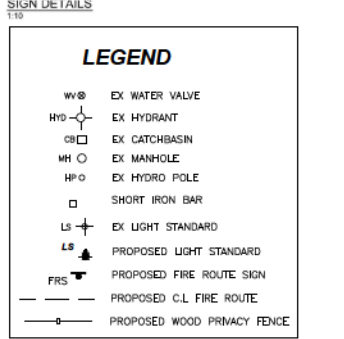 SIGN DETAILS
1:10
LEGEND
WV EX WATER VALVE
HYD EX HYDRANT
CB EX CATCHBASIN
MH EX MANHOLE
HP EX HYDRO POLE
SHORT IRON BAR
LS EX LIGHT STANDARD
LS PROPOSED LIGHT STANDARD
FRS PROPOSED FIRE ROUTE SIGN
PROPOSED C.L FIRE ROUTE
PROPOSED WOOD PRIVACY FENCE